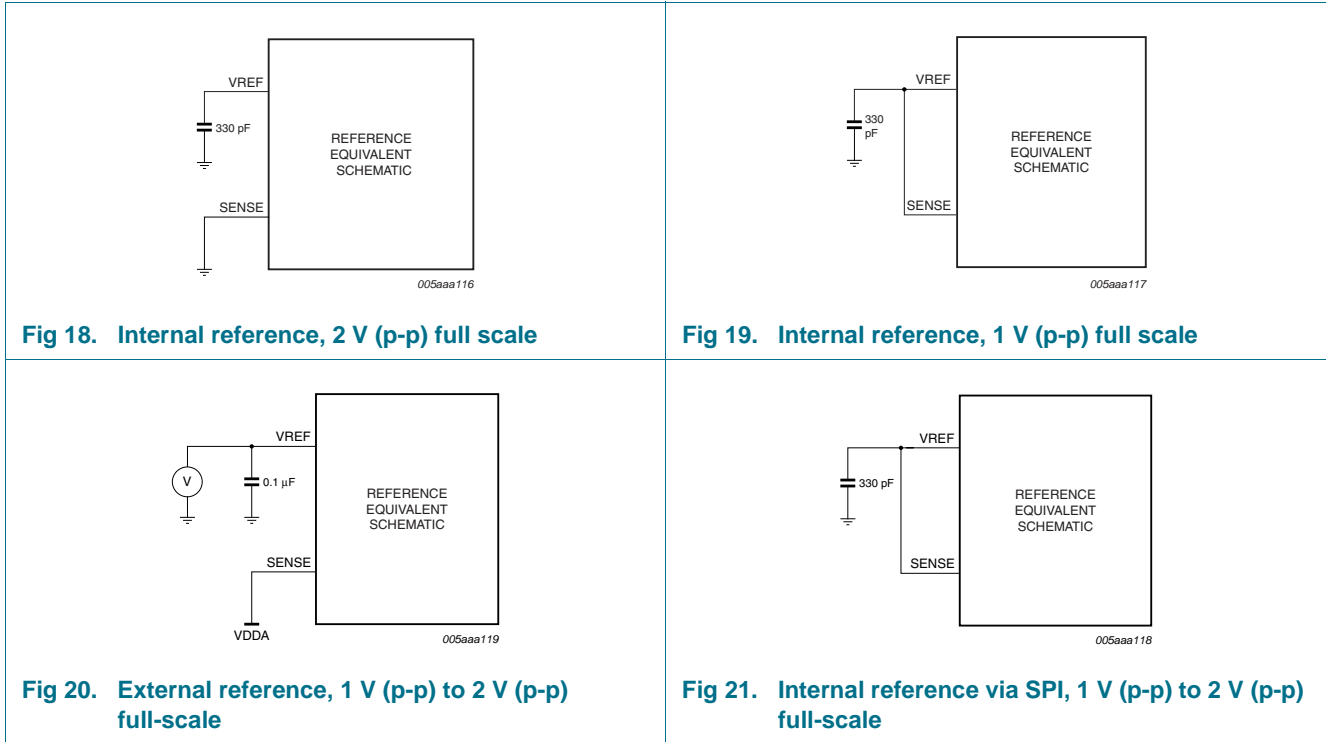 VREF
330 pF
REFERENCE
EQUIVALENT
SCHEMATIC
SENSE
005aaa116
Fig 18. Internal reference, 2 V (p-p) full scale
VREF
330
pF
REFERENCE
EQUIVALENT
SCHEMATIC
SENSE
005aaa117
Fig 19. Internal reference, 1 V (p-p) full scale
VREF
V
0.1 μF
REFERENCE
EQUIVALENT
SCHEMATIC
SENSE
VDDA
005aaa119
Fig 20. External reference, 1 V (p-p) to 2 V (p-p)
full-scale
VREF
330 pF
REFERENCE
EQUIVALENT
SCHEMATIC
SENSE
005aaa118
Fig 21. Internal reference via SPI, 1 V (p-p) to 2 V (p-p)
full-scale